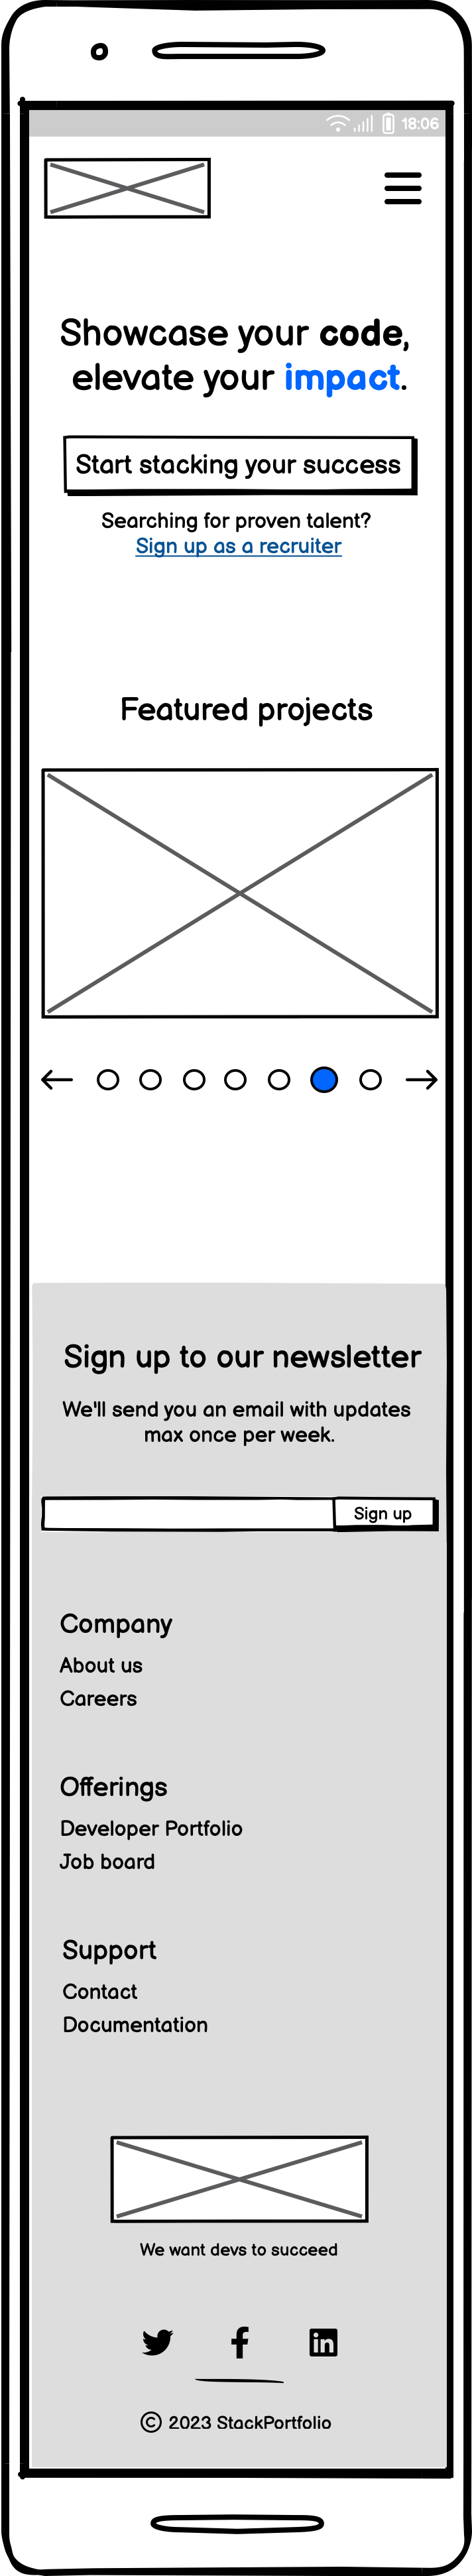 18:06
Showcase your code,
elevate your impact.
Start stacking your success
Searching for proven talent?
Sign up as a recruiter
Featured projects
Sign up to our newsletter
We'll send you an email with updates
max once per week.
Sign up
Company
About us
Careers
Offerings
Developer Portfolio
Job board
Support
Contact
Documentation
We want devs to succeed
© 2023 StackPortfolio